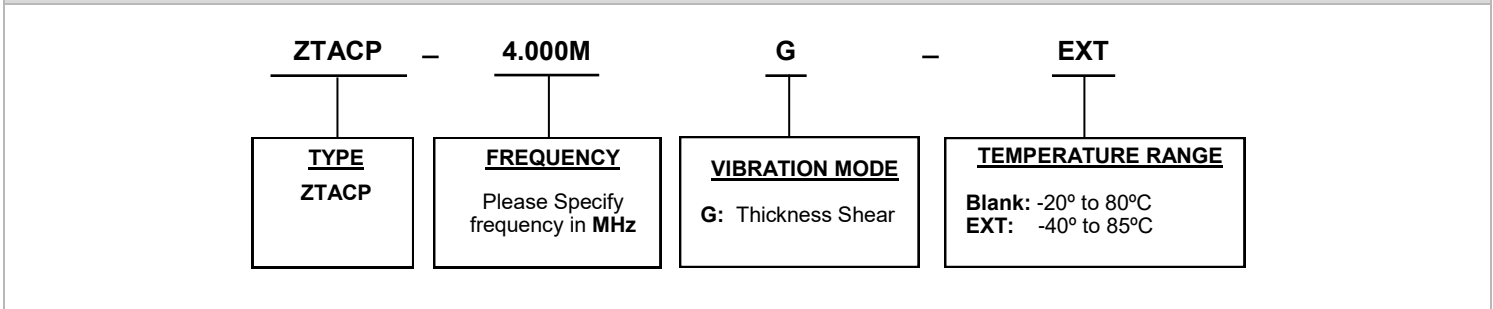 ZTACP – 4.000M G – EXT
TYPE
ZTACP
FREQUENCY
Please Specify
frequency in MHz
VIBRATION MODE
G: Thickness Shear
TEMPERATURE RANGE
Blank: -20º to 80ºC
EXT: -40º to 85ºC